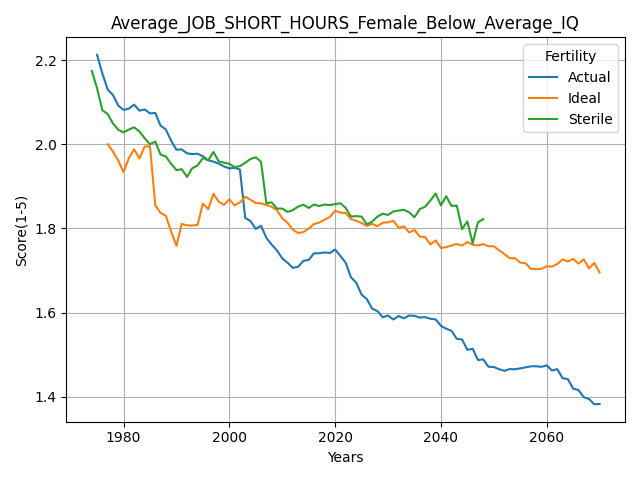 Average_JOB_SHORT_HOURS_Female_Below_Average_IQ
Fertility
Actual
Ideal
Sterile
Score(1-5)
2.2
2.0
1.8
1.6
1.4
1980 2000 2020 2040 2060
Years